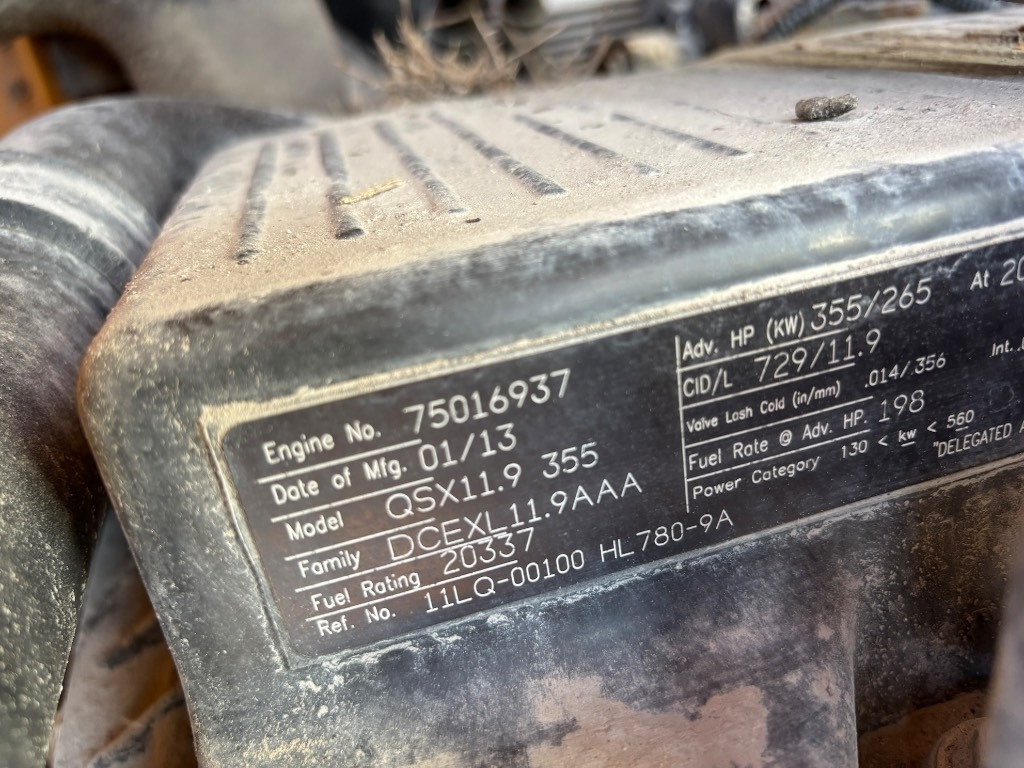 Engine No. 75016937
Date of Mfg. 01/13
Model QSX11.9 355
Family DCEXL11.9AAA
Fuel Rating 20337
Ref. No. 11LQ-00100 HL780-9A
Adv. HP (KW) 355/265 At 20
CID/L 729/11.9
Valve Lash Cold (in/mm) .014/.356 Int.
Fuel Rate @ Adv. HP. 198
Power Category 130 < kw < 560
"DELEGATED A